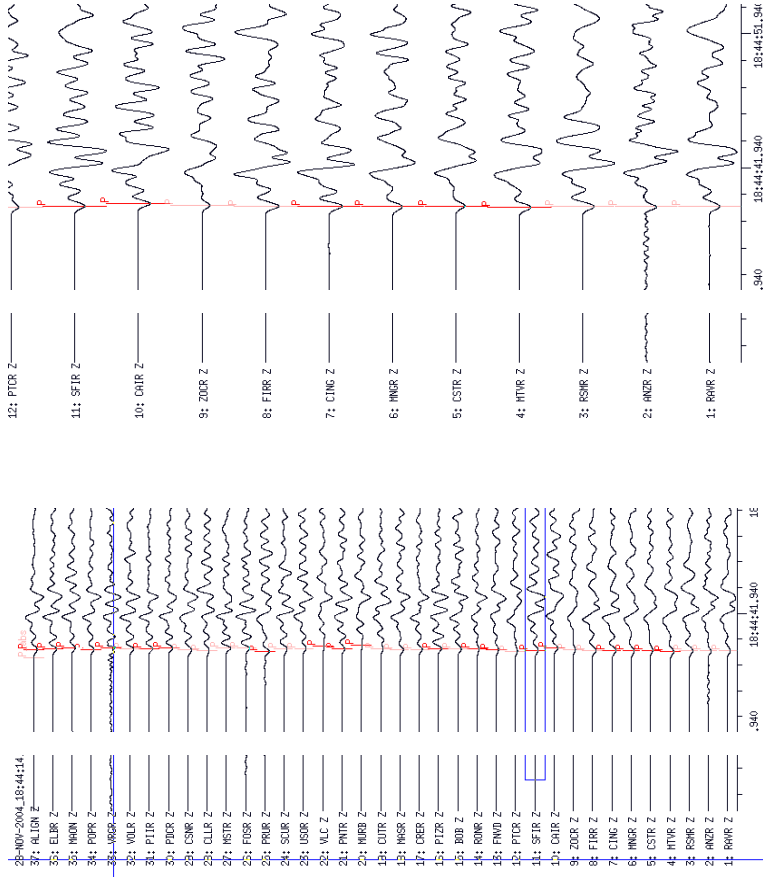 12: PTCR Z
11: SFIR Z
10: CAIR Z
9: ZOCR Z
8: FIRR Z
7: CING Z
6: MNGR Z
5: CSTR Z
4: MTVR Z
3: RSMR Z
2: ANZR Z
1: RAVR Z
P
P
P
P
P
P
P
P
P
P
P
.940
18:44:41.940
18:44:51.940
28-NOV-2004_18:44:14.
37: ALIGN Z
36: ELBR Z
35: MAON Z
34: POPR Z
32: VOLR Z
31: PIIR Z
30: PDCR Z
29: CSNR Z
28: CLLR Z
27: MSTR Z
26: FOSR Z
25: PRUR Z
24: SCUR Z
23: USOR Z
22: VLC Z
21: PNTR Z
20: MURB Z
19: CUTR Z
18: MASR Z
17: CRER Z
16: PIZR Z
15: BOB Z
14: RONR Z
13: FNVD Z
12: PTCR Z
11: SFIR Z
10: CAIR Z
9: ZOCR Z
8: FIRR Z
7: CING Z
6: MNGR Z
5: CSTR Z
4: MTVR Z
3: RSMR Z
2: ANZR Z
1: RAVR Z
.940
18:44:41.940
18